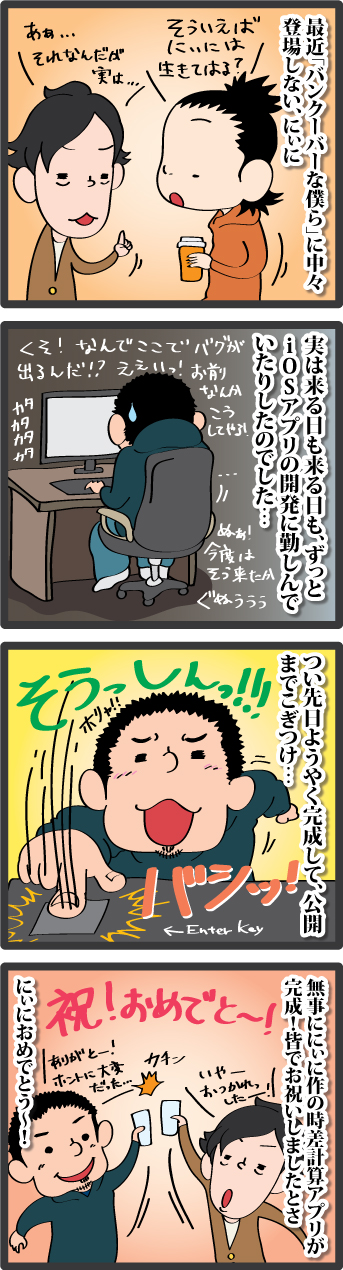 最近「バンクーバーな僕ら」に中々
登場しない、にぃに
そういえば
にぃには
生きてはる？
あぁ…
それなんだが
実は…
実は来る日も来る日も、ずっと
iOSアプリの開発に勤しんで
いたりしたのでした…
くそ！なんでここでバグが
出るんだ!?ええいっ！お前
なんか
こう
してやる！
カタ
カタ
カタ
カタ
ぬぁ！
今度は
そう来たか
ぐぬぅぅぅ
つい先日ようやく完成して、公開
までこぎつけ…
そうっしんっ!!!
ホリャ!!
バシッ！
←Enter Key
無事ににぃに作の時差計算アプリが
完成！皆でお祝いしましたとさ
祝！おめでと〜！
いやー
おつかれっ
したー！
カチン
ありがとー！
ホントに大変
だった…
にぃにおめでとう〜！